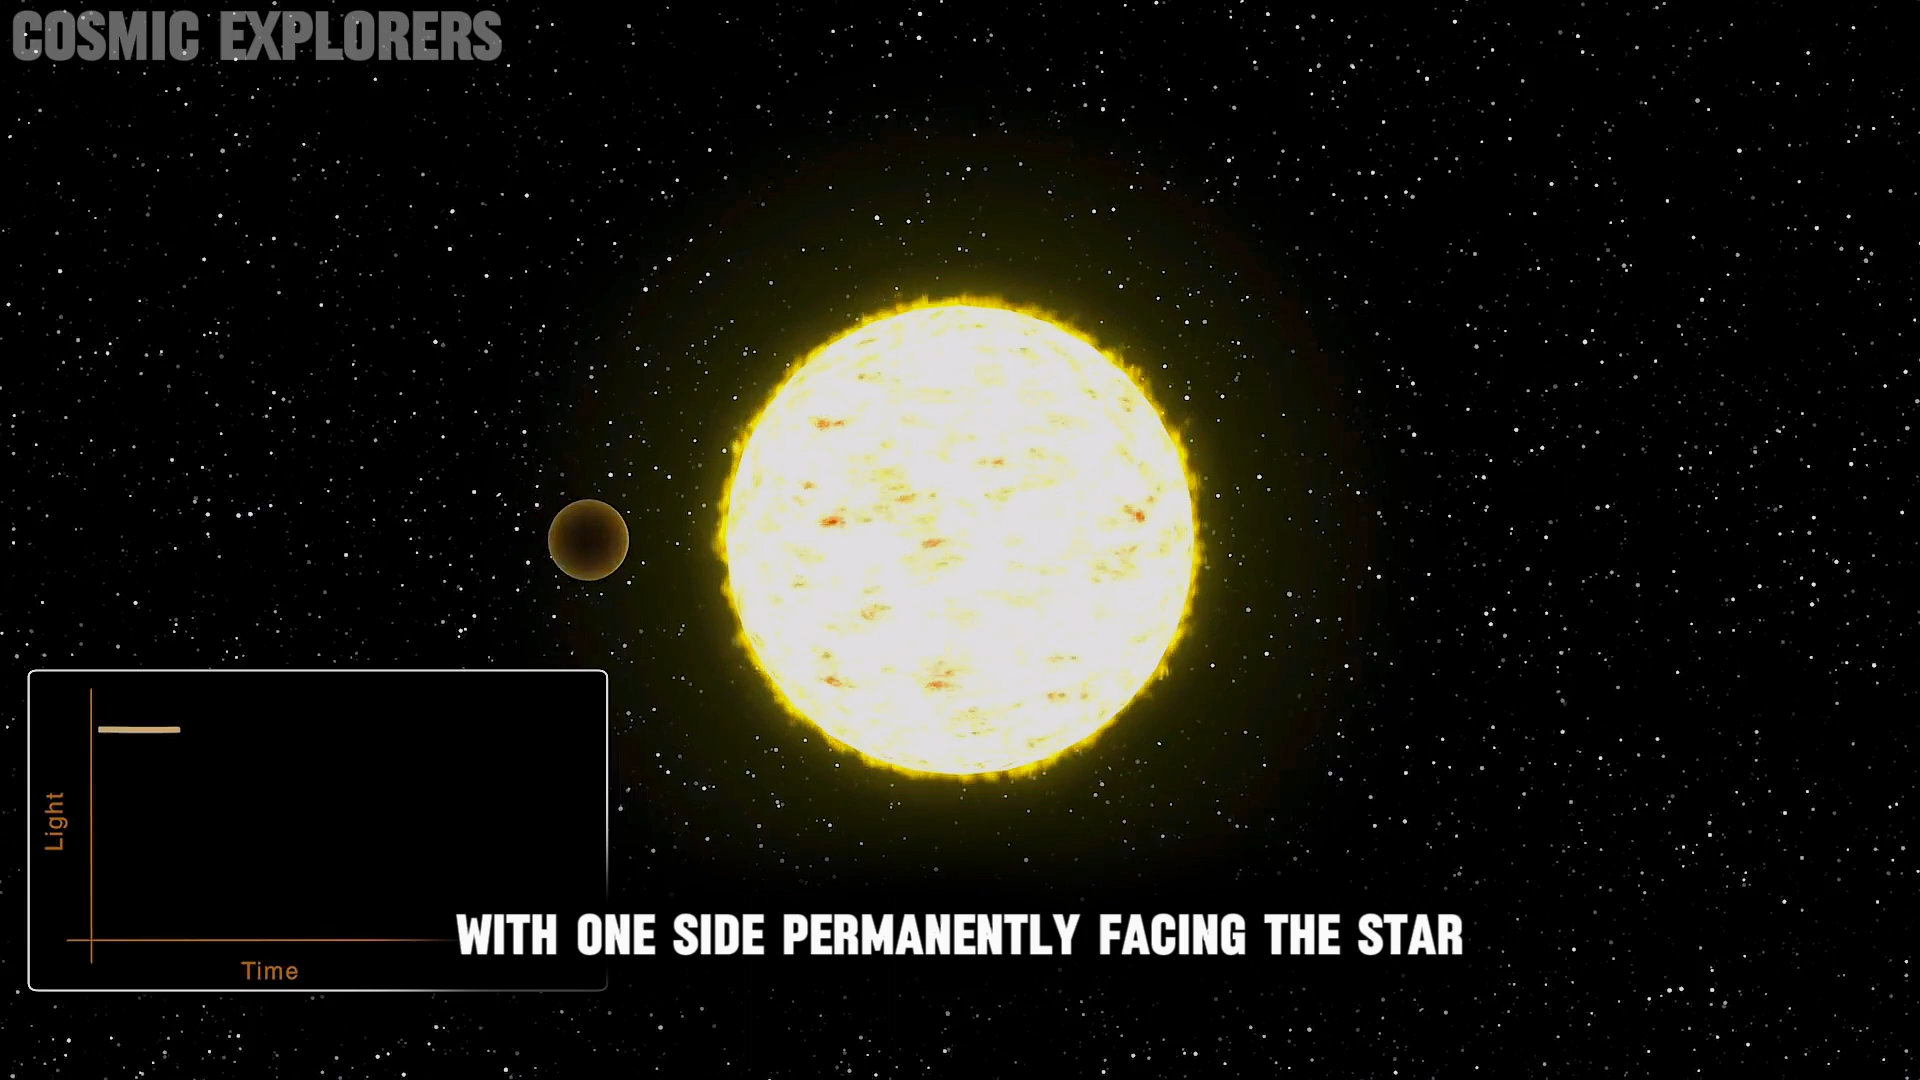 COSMIC EXPLORERS
Light
Time
WITH ONE SIDE PERMANENTLY FACING THE STAR